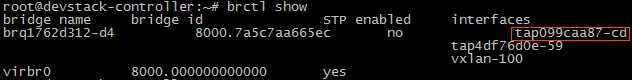 root@devstack-controller:~# brctl show
bridge name bridge id STP enabled interfaces
brq1762d312-d4 8000.7a5c7aa665ec no tap099caa87-cd
tap4df76d0e-59
vxlan-100
virbr0 8000.000000000000 yes